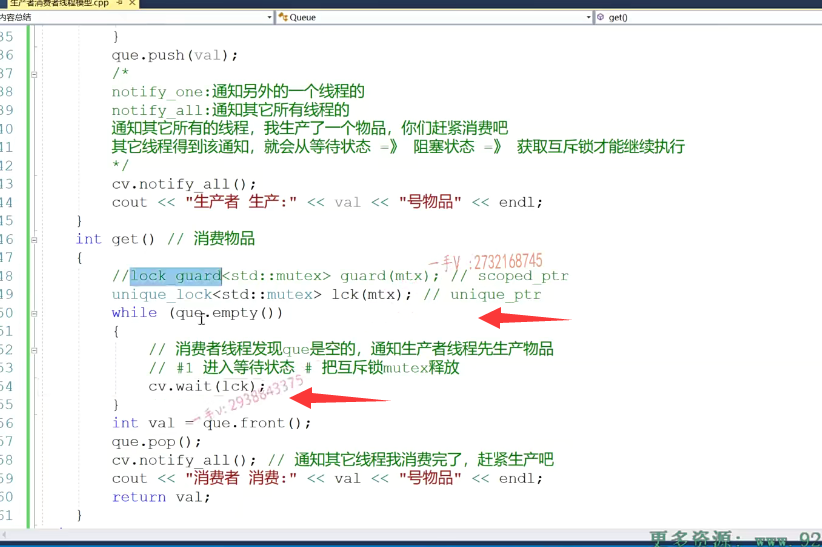 生产者消费者线程模型.cpp
内容总结 Queue get()
35 }
36 que.push(val);
37 /*
38 notify_one:通知另外的一个线程的
39 notify_all:通知其它所有线程的
40 通知其它所有的线程，我生产了一个物品，你们赶紧消费吧
41 其它线程得到该通知，就会从等待状态 =》 阻塞状态 =》 获取互斥锁才能继续执行
42 */
43 cv.notify_all();
44 cout << "生产者 生产:" << val << "号物品" << endl;
45 }
46 int get() // 消费物品
47 {
一手V :2732168745
48 //lock_guard<std::mutex> guard(mtx); // scoped_ptr
49 unique_lock<std::mutex> lck(mtx); // unique_ptr
50 while (que.empty())
51 {
52 // 消费者线程发现que是空的，通知生产者线程先生产物品
53 // #1 进入等待状态 # 把互斥锁mutex释放
54 cv.wait(lck);
55 }
一手v:2938843375
56 int val = que.front();
57 que.pop();
58 cv.notify_all(); // 通知其它线程我消费完了，赶紧生产吧
59 cout << "消费者 消费:" << val << "号物品" << endl;
60 return val;
61 }
更多资源: www.92